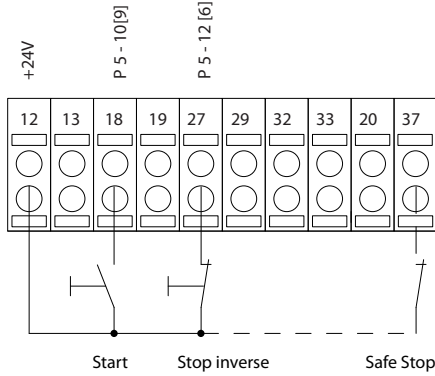 +24V
P 5 - 10[9]
P 5 - 12 [6]
12 13 18 19 27 29 32 33 20 37
Start Stop inverse Safe Stop